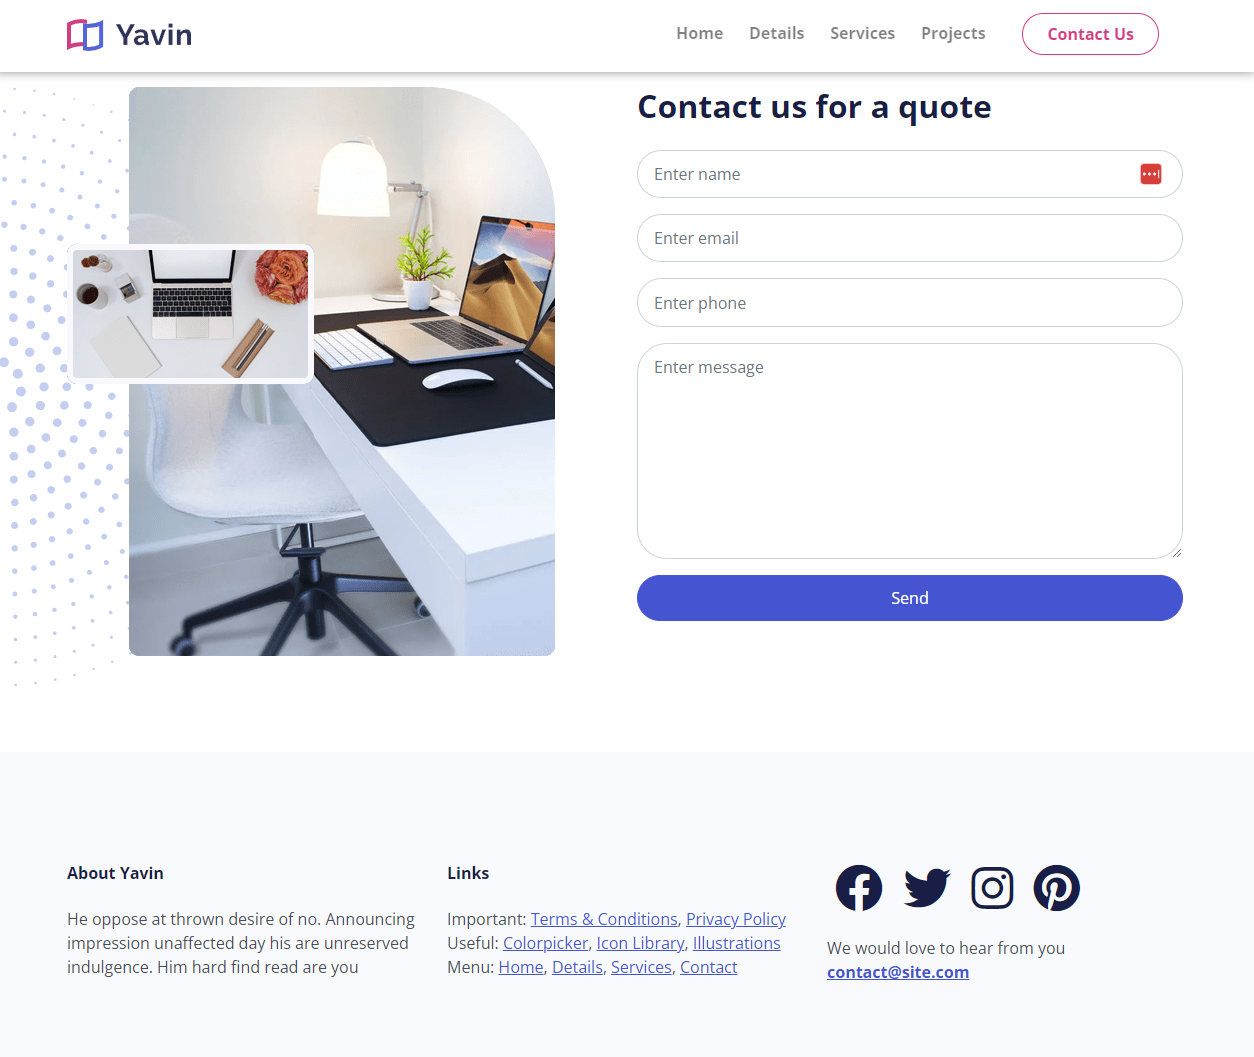 Yavin
Home Details Services Projects Contact Us
Contact us for a quote
Enter name
Enter email
Enter phone
Enter message
Send
About Yavin
He oppose at thrown desire of no. Announcing
impression unaffected day his are unreserved
indulgence. Him hard find read are you
Links
Important: Terms & Conditions, Privacy Policy
Useful: Colorpicker, Icon Library, Illustrations
Menu: Home, Details, Services, Contact
We would love to hear from you
contact@site.com